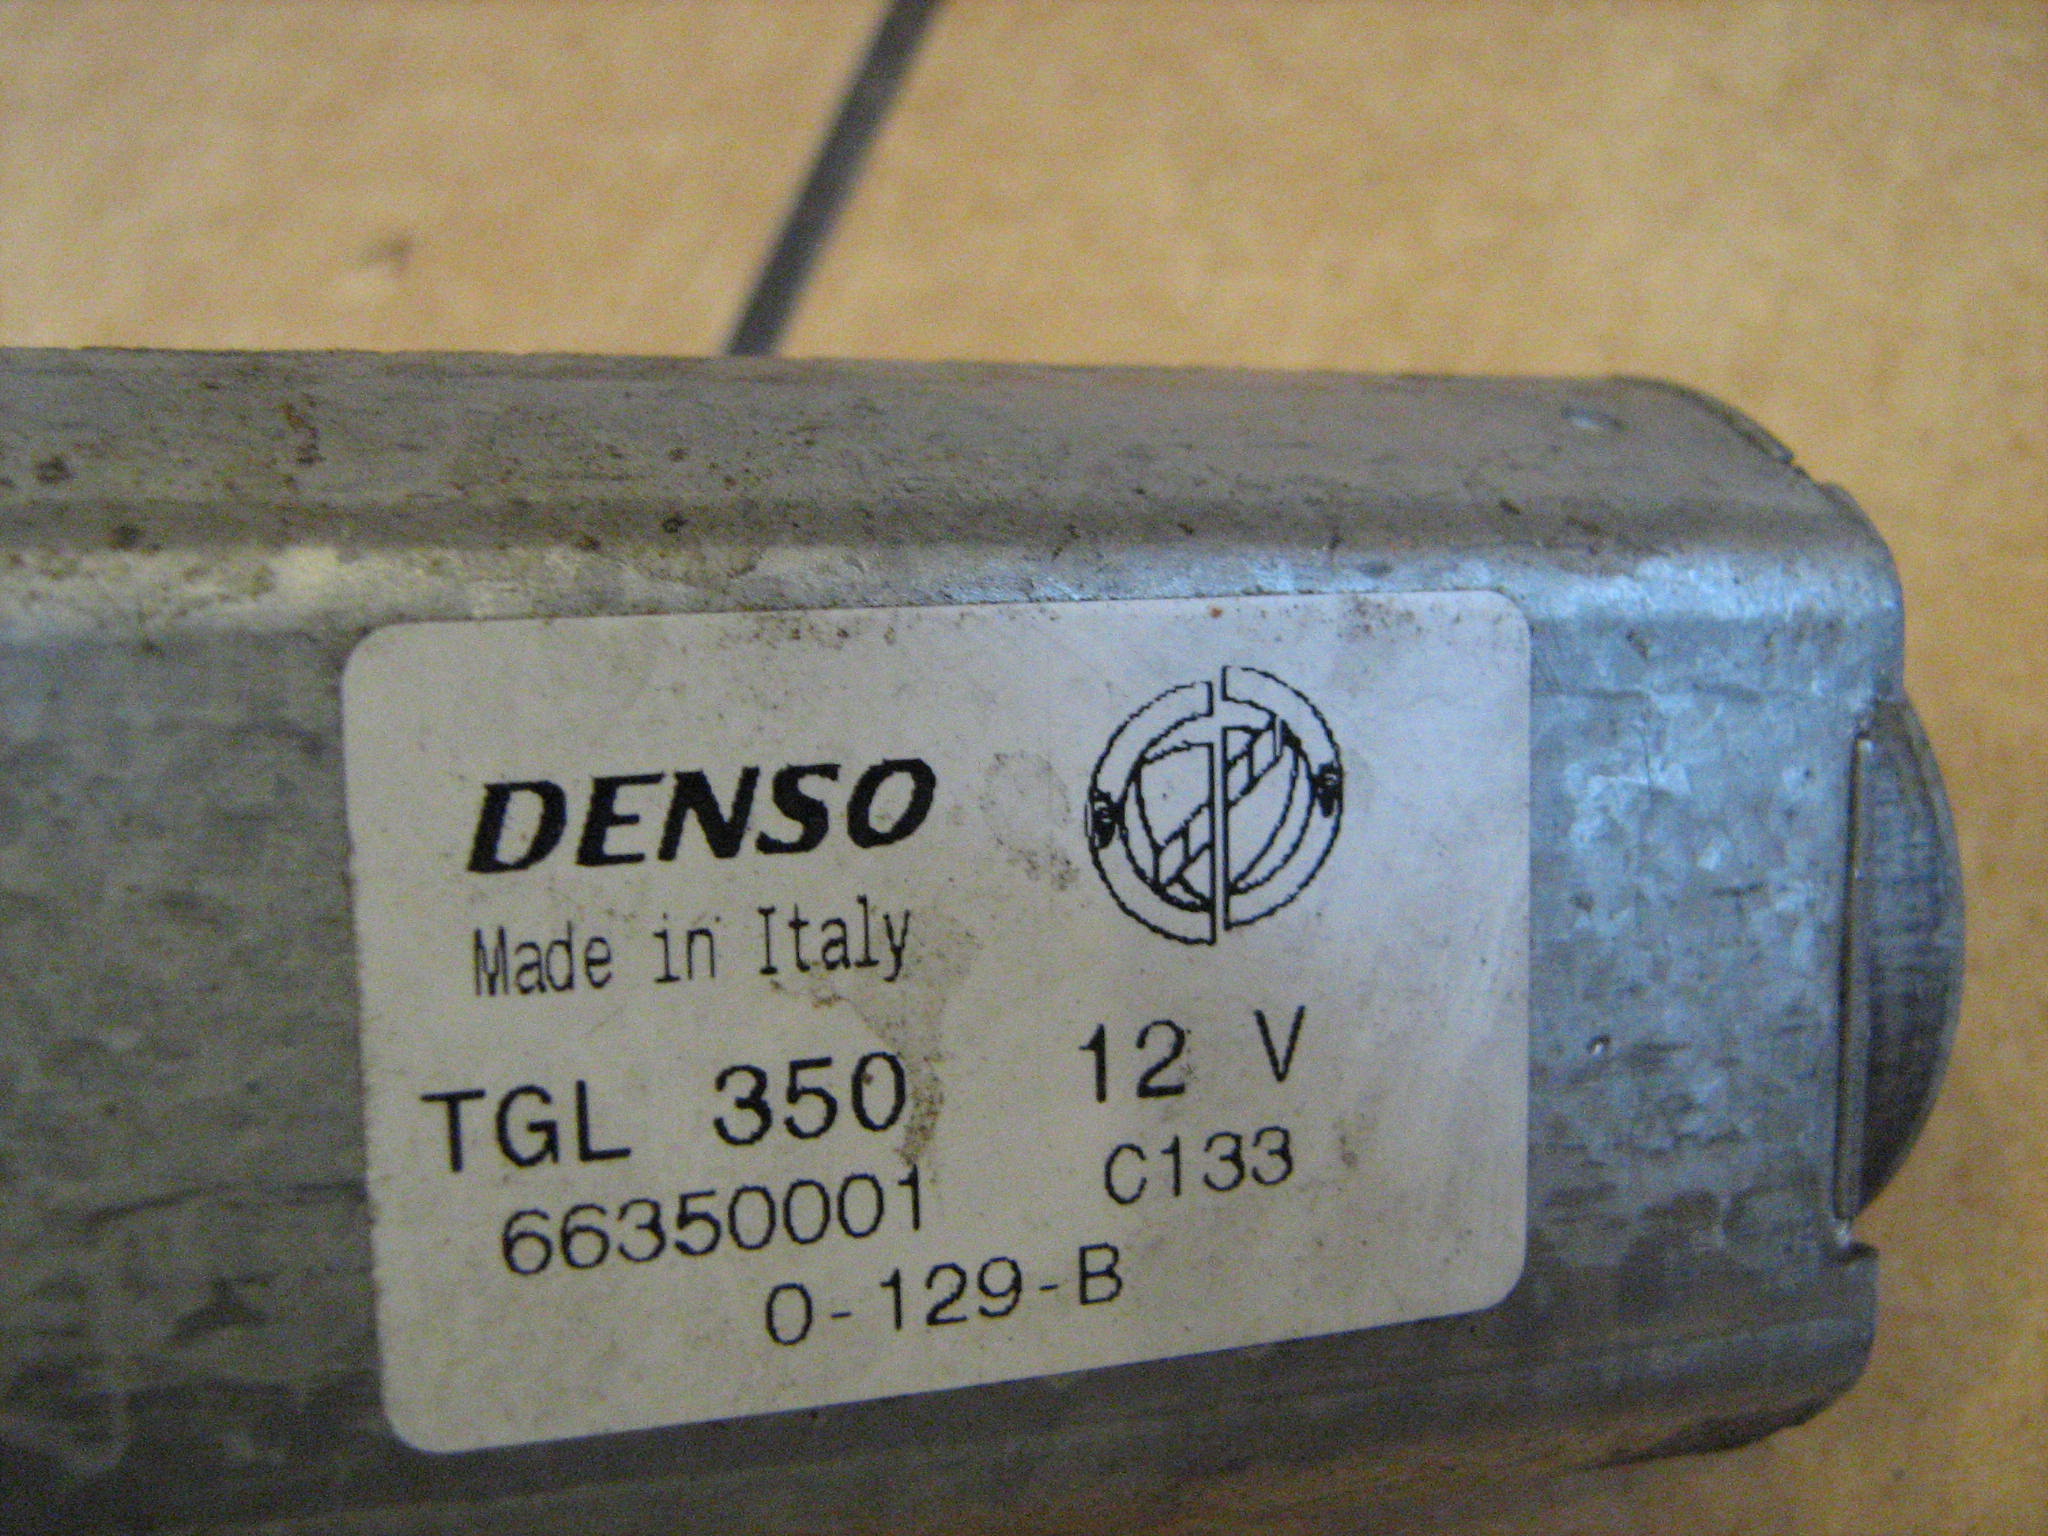 DENSO
Made in Italy
TGL 350 12 V
66350001 C133
0-129-B